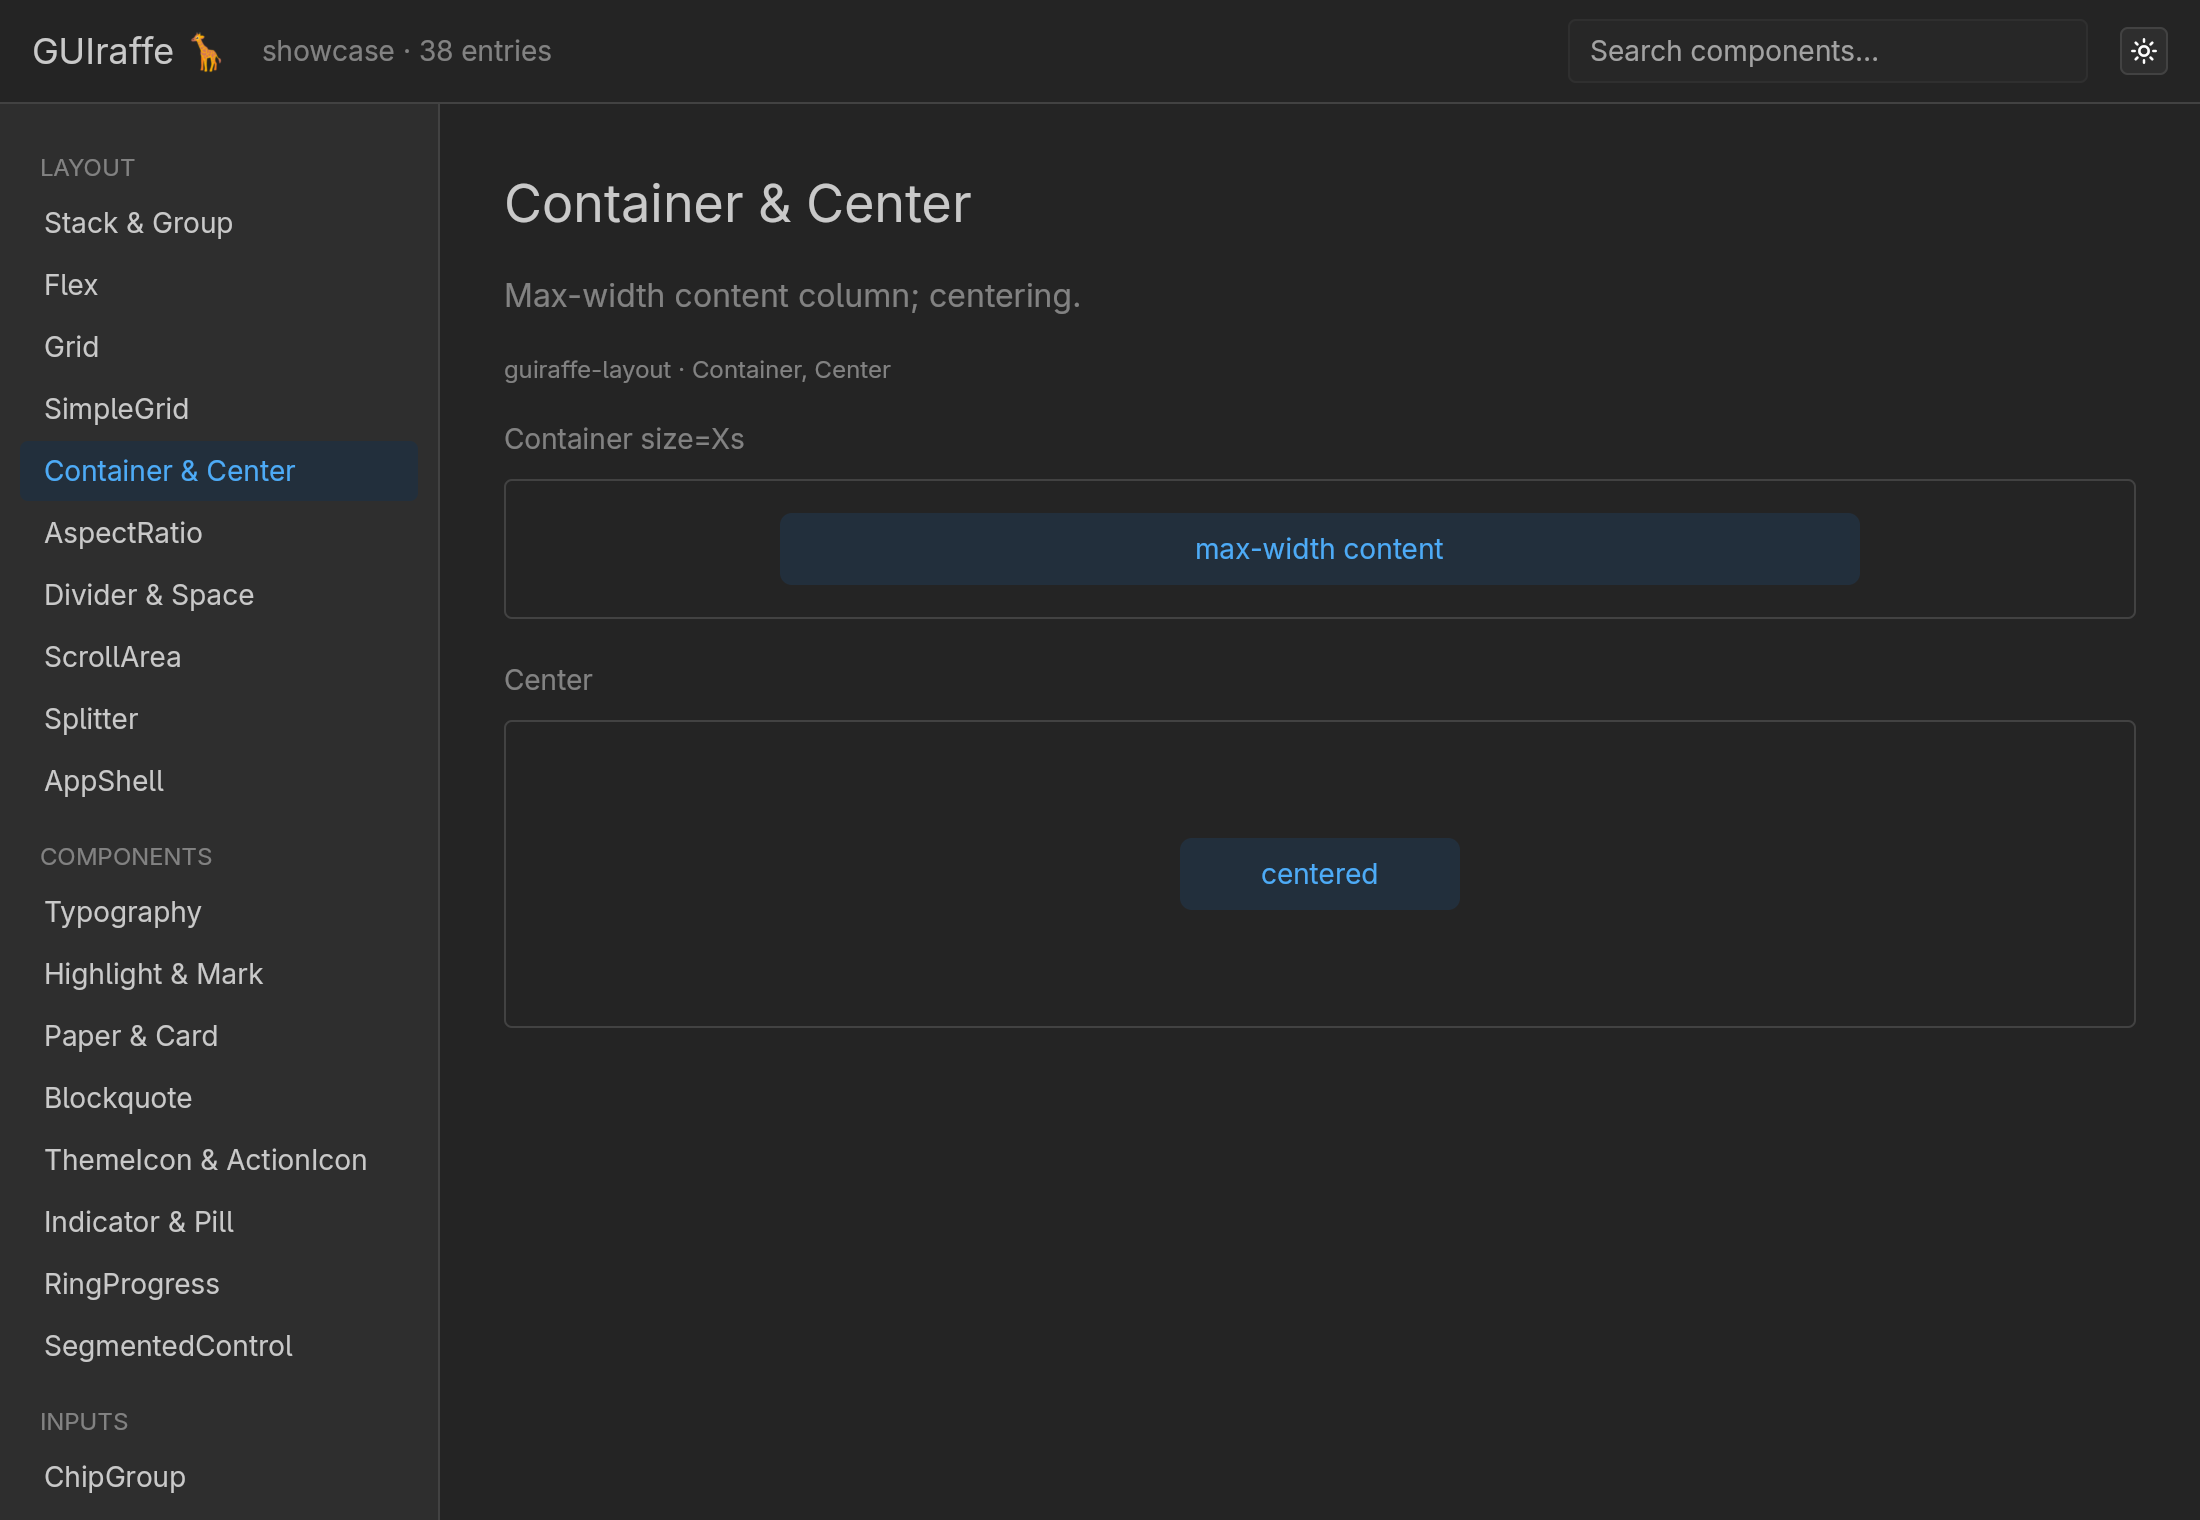 GUIraffe 🦒 showcase · 38 entries
Search components...
LAYOUT
Stack & Group
Flex
Grid
SimpleGrid
Container & Center
AspectRatio
Divider & Space
ScrollArea
Splitter
AppShell
COMPONENTS
Typography
Highlight & Mark
Paper & Card
Blockquote
ThemeIcon & ActionIcon
Indicator & Pill
RingProgress
SegmentedControl
INPUTS
ChipGroup
Container & Center
Max-width content column; centering.
guiraffe-layout · Container, Center
Container size=Xs
max-width content
Center
centered